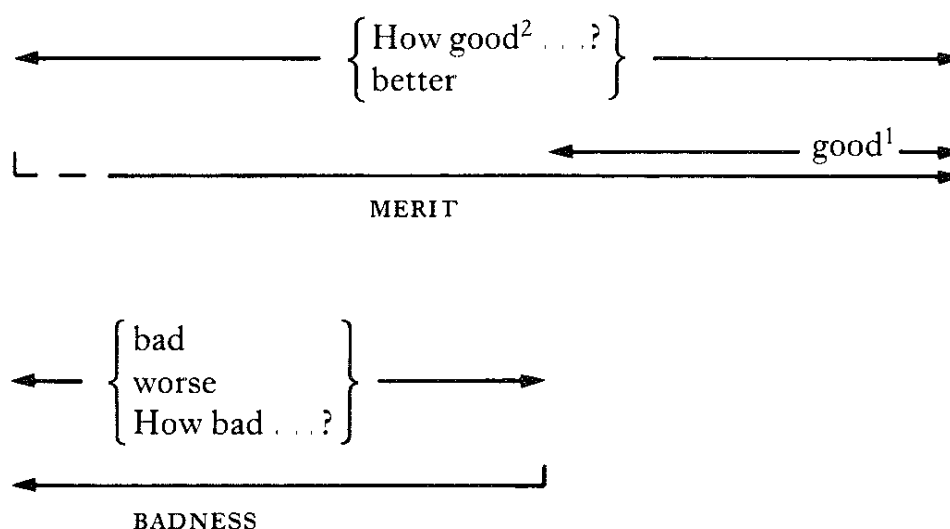 How good² . . .?
better
good¹
MERIT
bad
worse
How bad . . .?
BADNESS